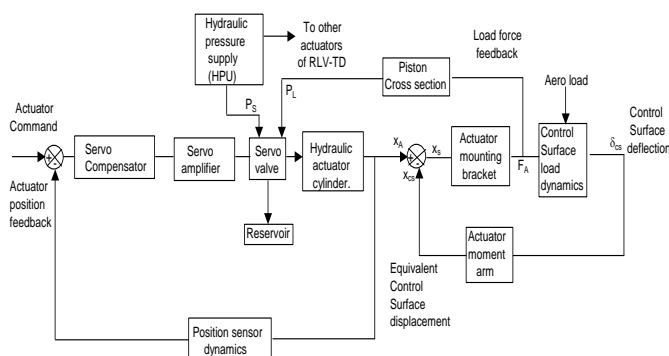 Hydraulic
pressure
supply
(HPU)
To other
actuators
of RLV-TD
Load force
feedback
Piston
Cross section
P_S
P_L
Aero load
Actuator
Command
Servo
Compensator
Servo
amplifier
Servo
valve
Hydraulic
actuator
cylinder.
x_A
x_s
x_cs
Actuator
mounting
bracket
F_A
Control
Surface
load
dynamics
δ_cs
Control
Surface
deflection
Actuator
position
feedback
Reservoir
Actuator
moment
arm
Equivalent
Control
Surface
displacement
Position sensor
dynamics